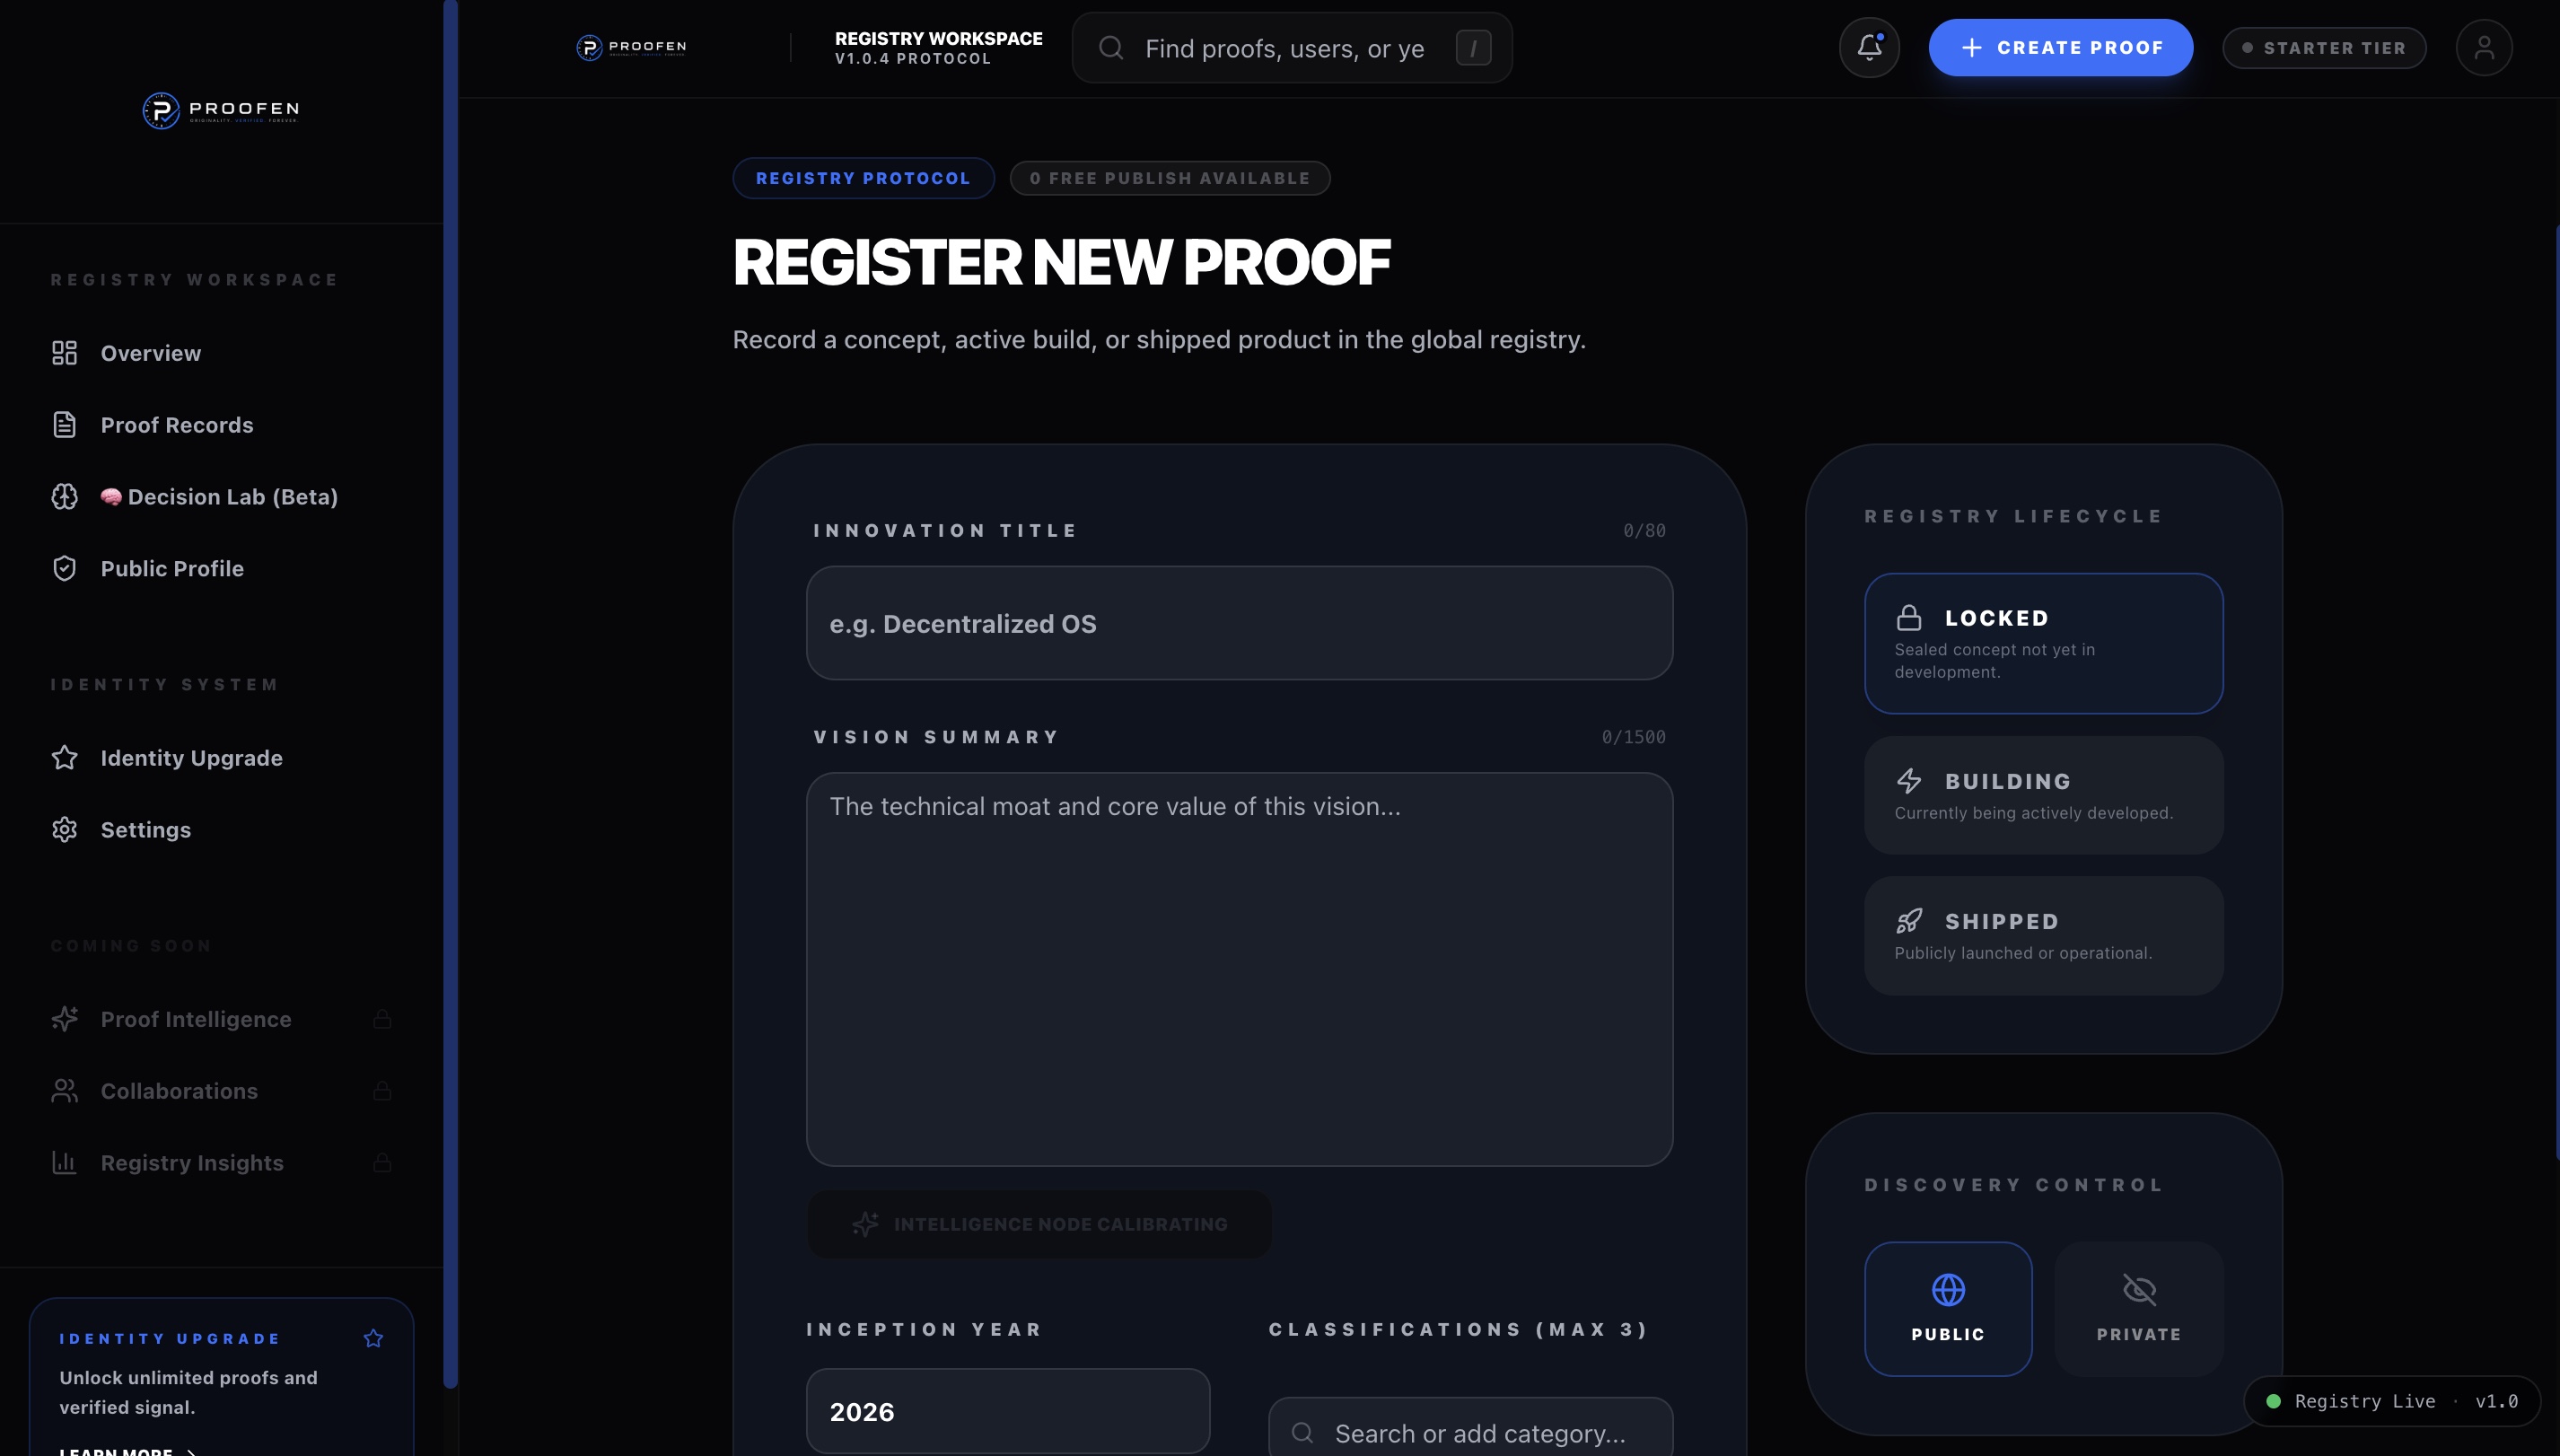 PROOFEN
ORIGINALITY. VERIFIED. FOREVER.
REGISTRY WORKSPACE
Overview
Proof Records
🧠 Decision Lab (Beta)
Public Profile
IDENTITY SYSTEM
Identity Upgrade
Settings
COMING SOON
Proof Intelligence
Collaborations
Registry Insights
IDENTITY UPGRADE
Unlock unlimited proofs and
verified signal.
LEARN MORE
PROOFEN
REGISTRY WORKSPACE
V1.0.4 PROTOCOL
Find proofs, users, or ye
/
CREATE PROOF
STARTER TIER
REGISTRY PROTOCOL
0 FREE PUBLISH AVAILABLE
REGISTER NEW PROOF
Record a concept, active build, or shipped product in the global registry.
INNOVATION TITLE
0/80
e.g. Decentralized OS
VISION SUMMARY
0/1500
The technical moat and core value of this vision...
INTELLIGENCE NODE CALIBRATING
INCEPTION YEAR
2026
CLASSIFICATIONS (MAX 3)
Search or add category...
REGISTRY LIFECYCLE
LOCKED
Sealed concept not yet in
development.
BUILDING
Currently being actively developed.
SHIPPED
Publicly launched or operational.
DISCOVERY CONTROL
PUBLIC
PRIVATE
Registry Live · v1.0